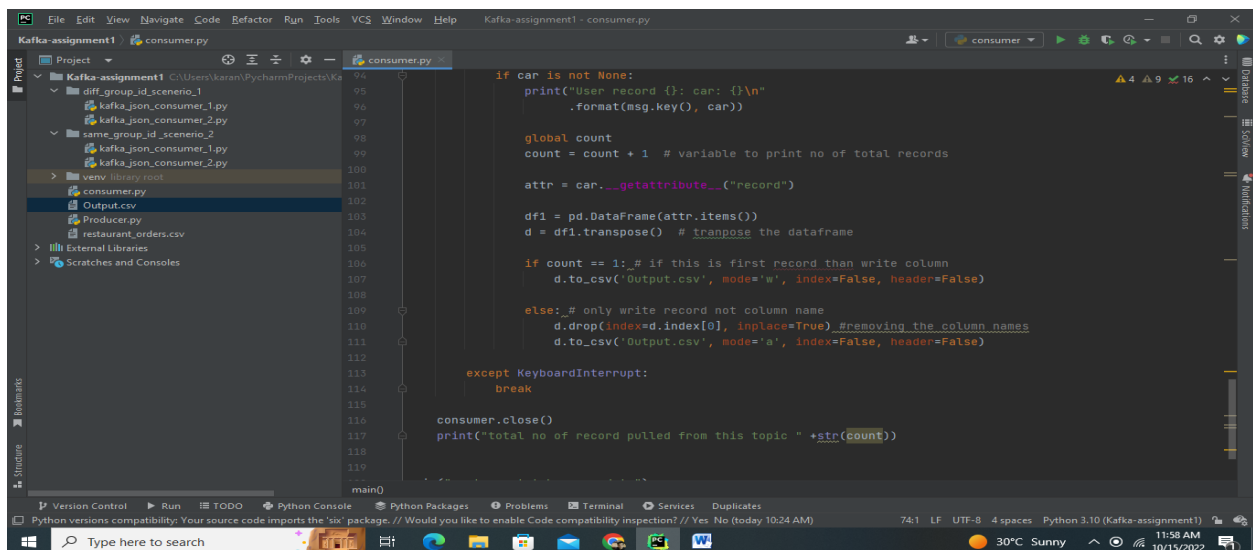 File Edit View Navigate Code Refactor Run Tools VCS Window Help Kafka-assignment1 - consumer.py
Kafka-assignment1 consumer.py consumer
Project consumer.py
Kafka-assignment1 C:\Users\karan\PycharmProjects\Ka
diff_group_id_scenerio_1
kafka_json_consumer_1.py
kafka_json_consumer_2.py
same_group_id _scenerio_2
kafka_json_consumer_1.py
kafka_json_consumer_2.py
venv library root
consumer.py
Output.csv
Producer.py
restaurant_orders.csv
External Libraries
Scratches and Consoles
4 9 16
94 if car is not None:
95 print("User record {}: car: {}\n"
96 .format(msg.key(), car))
97
98 global count
99 count = count + 1 # variable to print no of total records
100
101 attr = car.__getattribute__("record")
102
103 df1 = pd.DataFrame(attr.items())
104 d = df1.transpose() # tranpose the dataframe
105
106 if count == 1: # if this is first record than write column
107 d.to_csv('Output.csv', mode='w', index=False, header=False)
108
109 else: # only write record not column name
110 d.drop(index=d.index[0], inplace=True) #removing the column names
111 d.to_csv('Output.csv', mode='a', index=False, header=False)
112
113 except KeyboardInterrupt:
114 break
115
116 consumer.close()
117 print("total no of record pulled from this topic " +str(count))
118
119
main()
Project
Bookmarks
Structure
Database
SciView
Notifications
Version Control Run TODO Python Console Python Packages Problems Terminal Services Duplicates
Python versions compatibility: Your source code imports the 'six' package. // Would you like to enable Code compatibility inspection? // Yes No (today 10:24 AM) 74:1 LF UTF-8 4 spaces Python 3.10 (Kafka-assignment1)
Type here to search 30°C Sunny 11:58 AM
10/15/2022